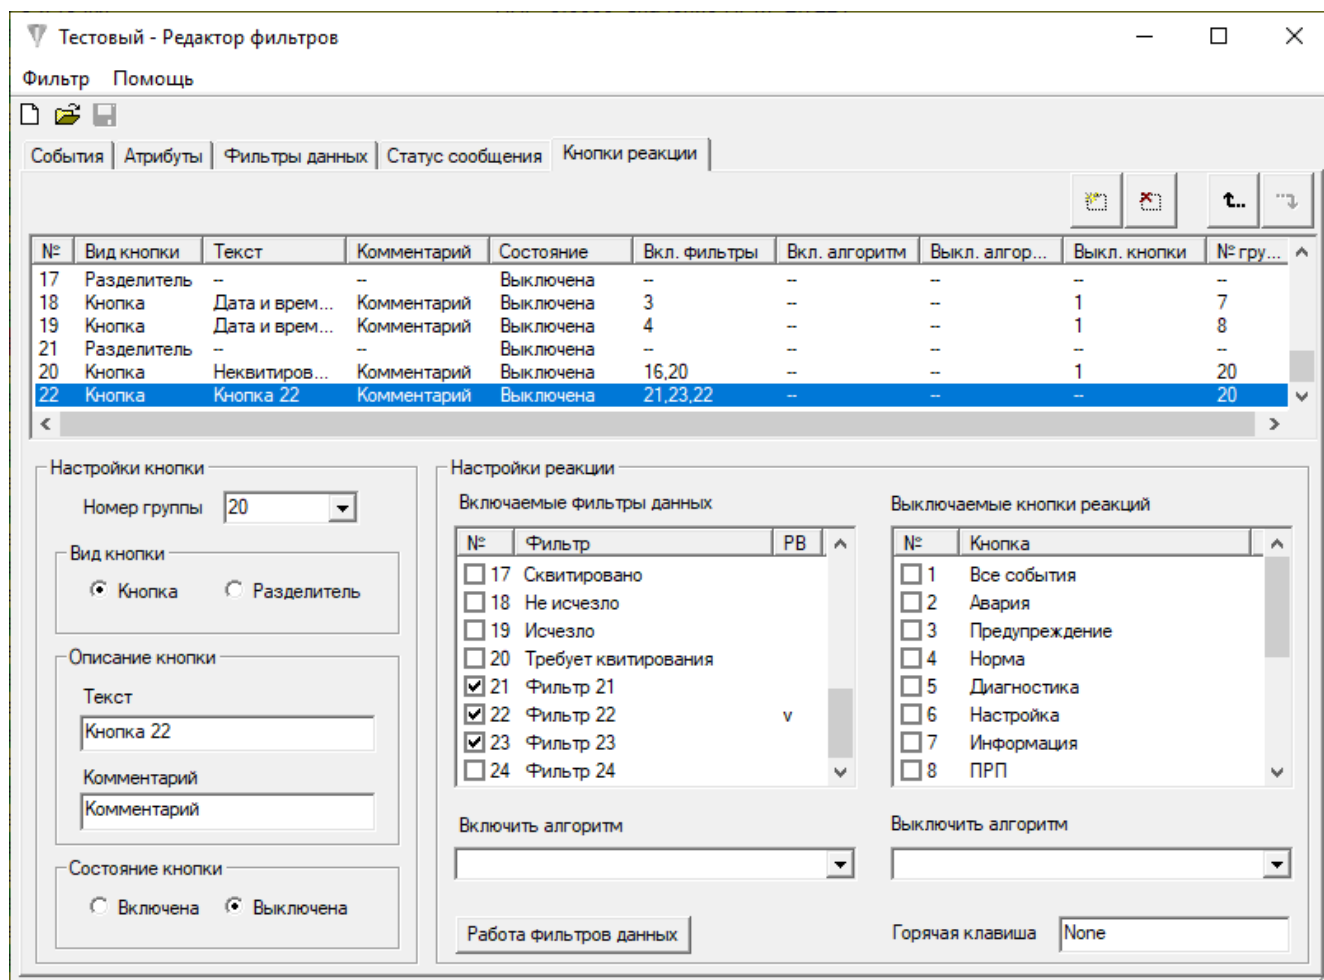 Тестовый - Редактор фильтров
Фильтр Помощь
События Атрибуты Фильтры данных Статус сообщения Кнопки реакции
№ Вид кнопки Текст Комментарий Состояние Вкл. фильтры Вкл. алгоритм Выкл. алгор... Выкл. кнопки № гру...
17 Разделитель -- -- Выключена -- -- -- -- --
18 Кнопка Дата и врем... Комментарий Выключена 3 -- -- 1 7
19 Кнопка Дата и врем... Комментарий Выключена 4 -- -- 1 8
21 Разделитель -- -- Выключена -- -- -- -- --
20 Кнопка Неквитиров... Комментарий Выключена 16,20 -- -- 1 20
22 Кнопка Кнопка 22 Комментарий Выключена 21,23,22 -- -- -- 20
Настройки кнопки
Номер группы 20
Вид кнопки
Кнопка Разделитель
Описание кнопки
Текст
Кнопка 22
Комментарий
Комментарий
Состояние кнопки
Включена Выключена
Настройки реакции
Включаемые фильтры данных
№ Фильтр РВ
17 Сквитировано
18 Не исчезло
19 Исчезло
20 Требует квитирования
21 Фильтр 21
22 Фильтр 22 v
23 Фильтр 23
24 Фильтр 24
Включить алгоритм
Работа фильтров данных
Выключаемые кнопки реакций
№ Кнопка
1 Все события
2 Авария
3 Предупреждение
4 Норма
5 Диагностика
6 Настройка
7 Информация
8 ПРП
Выключить алгоритм
Горячая клавиша None